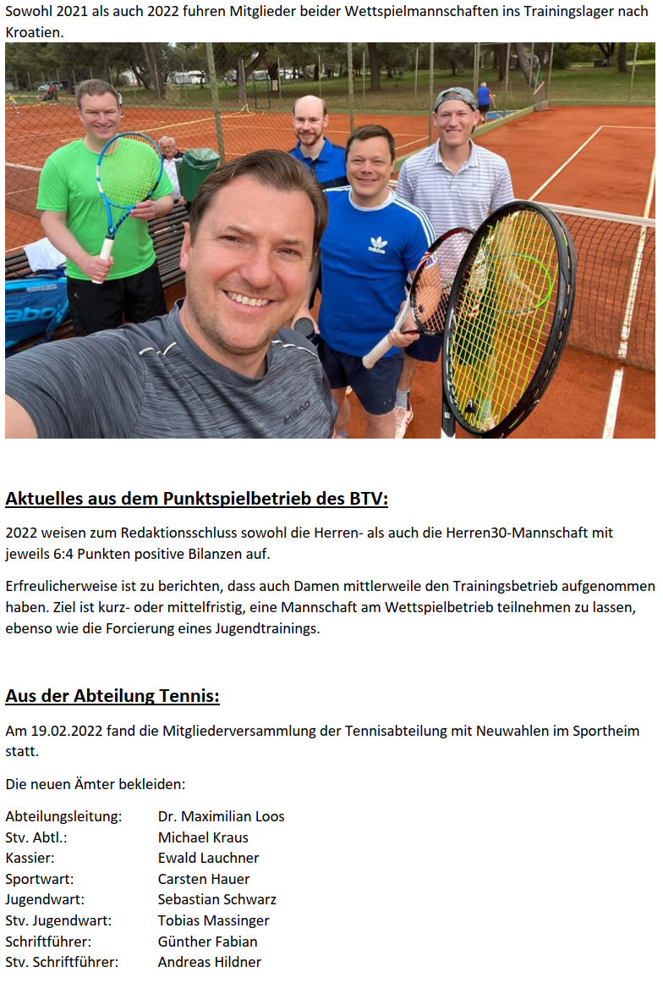 Sowohl 2021 als auch 2022 fuhren Mitglieder beider Wettspielmannschaften ins Trainingslager nach
Kroatien.
Babolat
adidas
HEAD
Aktuelles aus dem Punktspielbetrieb des BTV:
2022 weisen zum Redaktionsschluss sowohl die Herren- als auch die Herren30-Mannschaft mit
jeweils 6:4 Punkten positive Bilanzen auf.
Erfreulicherweise ist zu berichten, dass auch Damen mittlerweile den Trainingsbetrieb aufgenommen
haben. Ziel ist kurz- oder mittelfristig, eine Mannschaft am Wettspielbetrieb teilnehmen zu lassen,
ebenso wie die Forcierung eines Jugendtrainings.
Aus der Abteilung Tennis:
Am 19.02.2022 fand die Mitgliederversammlung der Tennisabteilung mit Neuwahlen im Sportheim
statt.
Die neuen Ämter bekleiden:
Abteilungsleitung: Dr. Maximilian Loos
Stv. Abtl.: Michael Kraus
Kassier: Ewald Lauchner
Sportwart: Carsten Hauer
Jugendwart: Sebastian Schwarz
Stv. Jugendwart: Tobias Massinger
Schriftführer: Günther Fabian
Stv. Schriftführer: Andreas Hildner